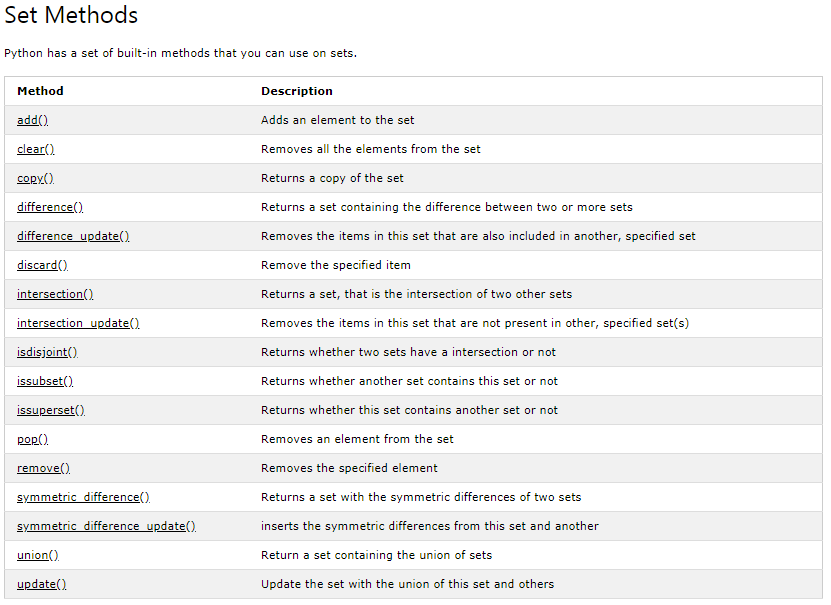 Set Methods
Python has a set of built-in methods that you can use on sets.
Method Description
add() Adds an element to the set
clear() Removes all the elements from the set
copy() Returns a copy of the set
difference() Returns a set containing the difference between two or more sets
difference_update() Removes the items in this set that are also included in another, specified set
discard() Remove the specified item
intersection() Returns a set, that is the intersection of two other sets
intersection_update() Removes the items in this set that are not present in other, specified set(s)
isdisjoint() Returns whether two sets have a intersection or not
issubset() Returns whether another set contains this set or not
issuperset() Returns whether this set contains another set or not
pop() Removes an element from the set
remove() Removes the specified element
symmetric_difference() Returns a set with the symmetric differences of two sets
symmetric_difference_update() inserts the symmetric differences from this set and another
union() Return a set containing the union of sets
update() Update the set with the union of this set and others